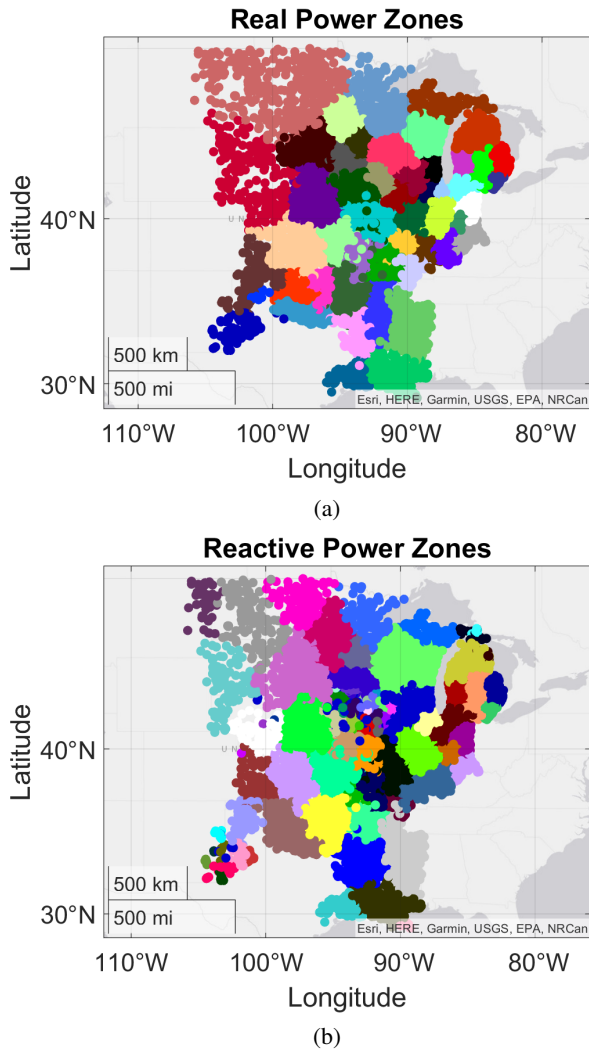 Real Power Zones
Latitude
40°N
30°N
U N
500 km
500 mi
Esri, HERE, Garmin, USGS, EPA, NRCan
110°W 100°W 90°W 80°W
Longitude
(a)
Reactive Power Zones
Latitude
40°N
30°N
U N
500 km
500 mi
Esri, HERE, Garmin, USGS, EPA, NRCan
110°W 100°W 90°W 80°W
Longitude
(b)